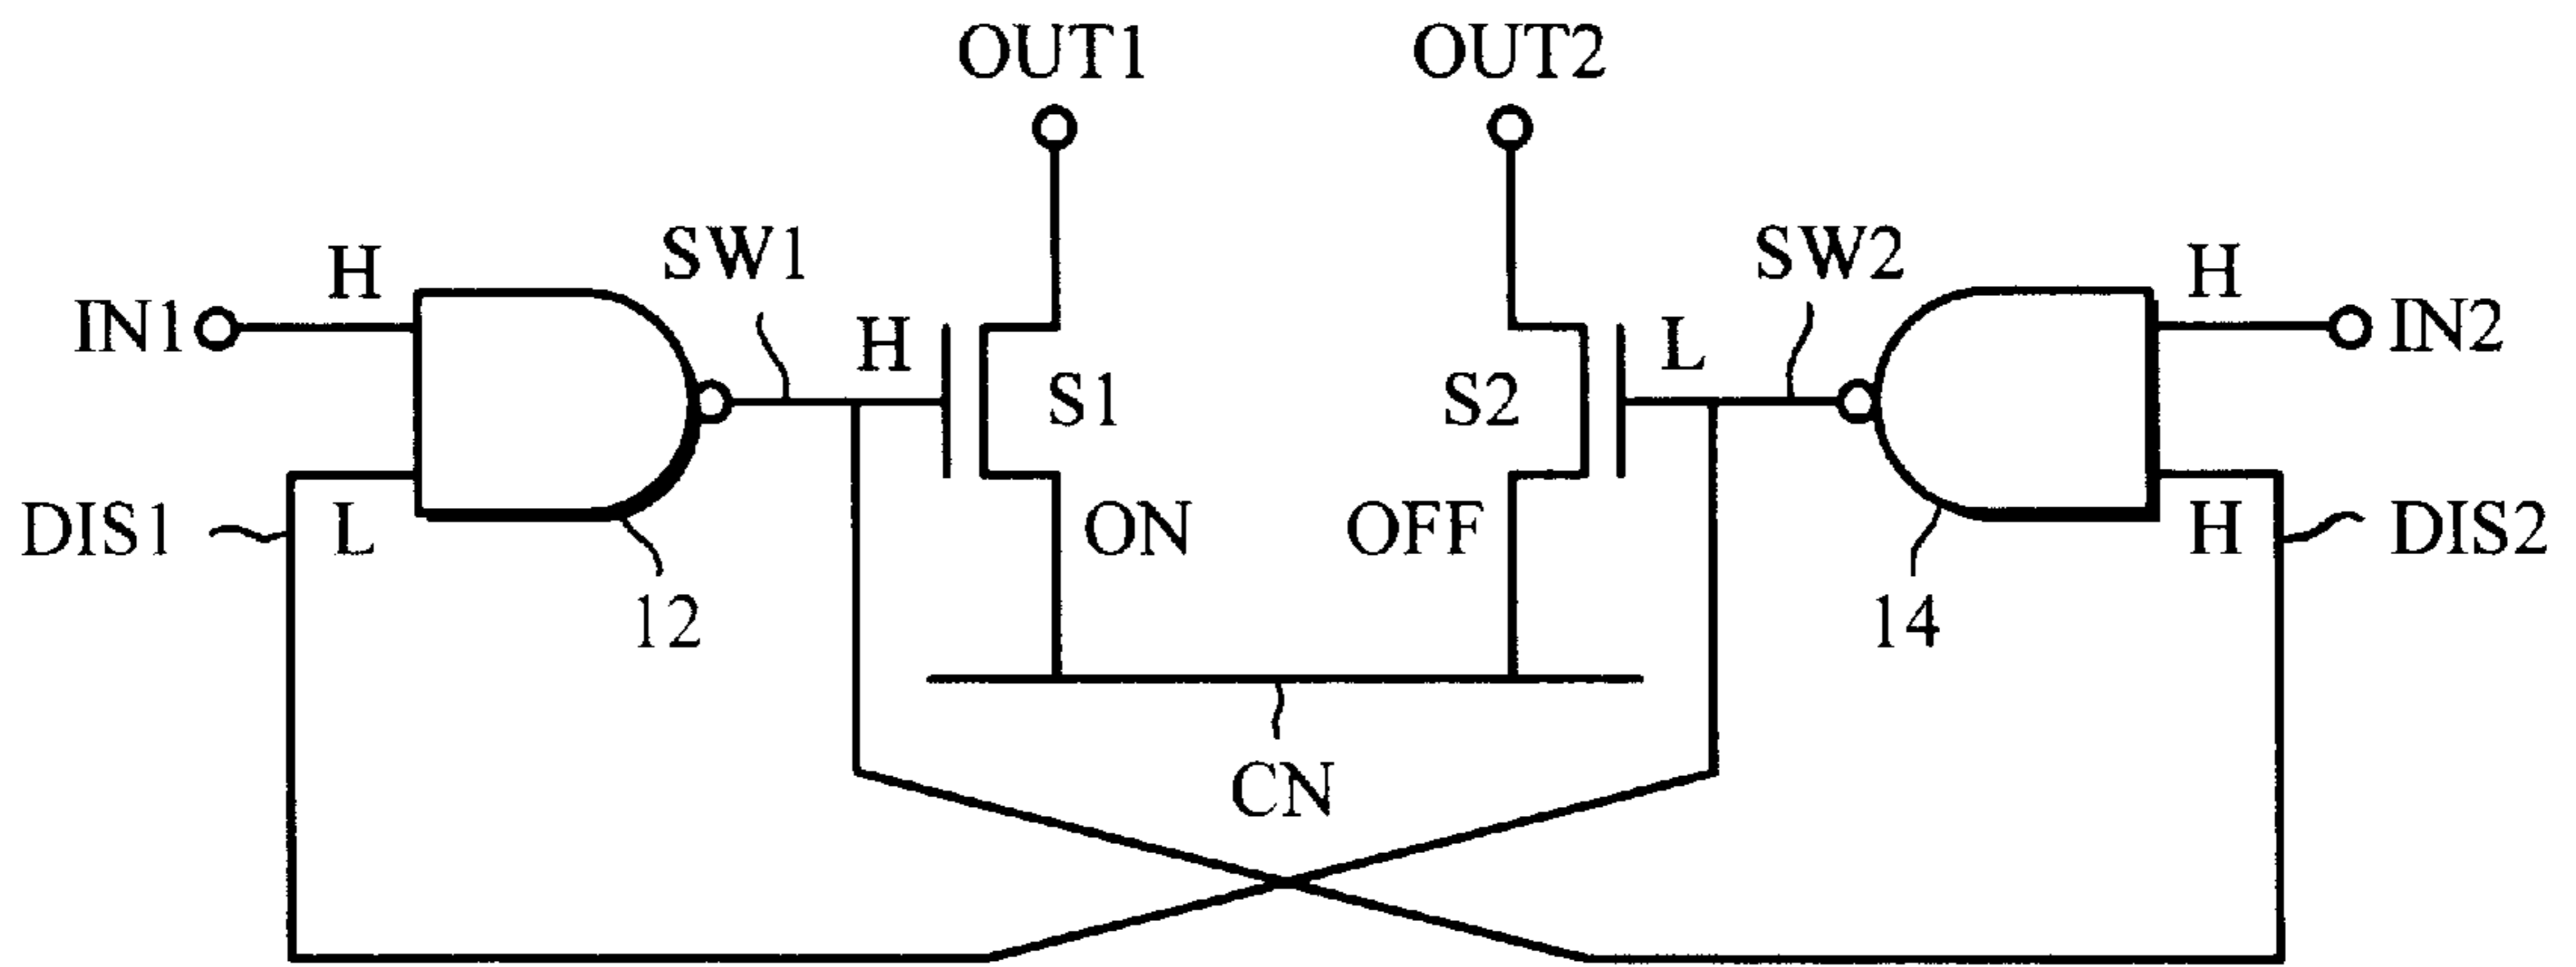 OUT1 OUT2
H SW1 SW2 H
IN1 H S1 S2 L IN2
DIS1 L ON OFF H DIS2
12 14
CN